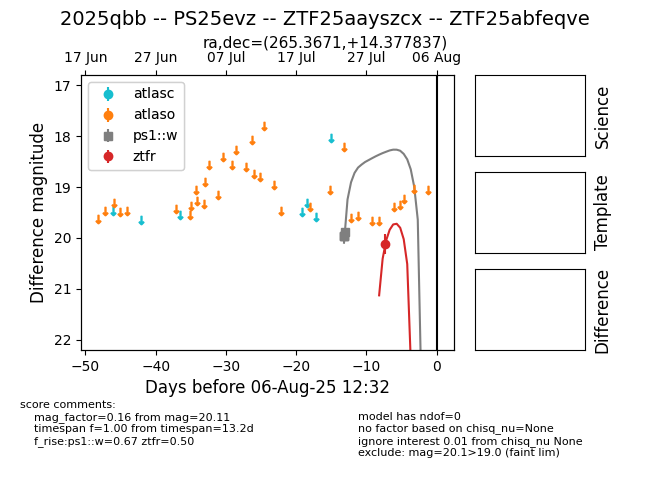 2025qbb -- PS25evz -- ZTF25aayszcx -- ZTF25abfeqve
ra,dec=(265.3671,+14.377837)
17 Jun 27 Jun 07 Jul 17 Jul 27 Jul 06 Aug
atlasc
atlaso
ps1::w
ztfr
Difference magnitude
17
18
19
20
21
22
−50 −40 −30 −20 −10 0
Days before 06-Aug-25 12:32
Science
Template
Difference
score comments:
mag_factor=0.16 from mag=20.11
timespan f=1.00 from timespan=13.2d
f_rise:ps1::w=0.67 ztfr=0.50
model has ndof=0
no factor based on chisq_nu=None
ignore interest 0.01 from chisq_nu None
exclude: mag=20.1>19.0 (faint lim)